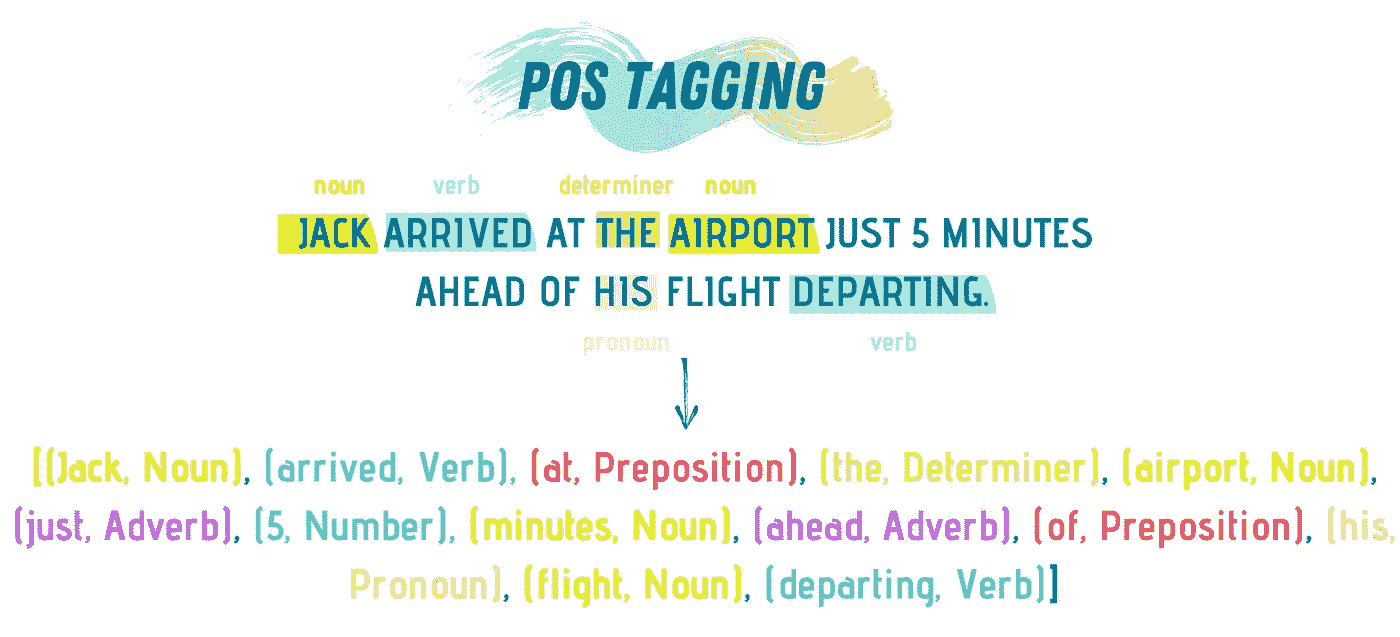 POS TAGGING
noun verb determiner noun
JACK ARRIVED AT THE AIRPORT JUST 5 MINUTES
AHEAD OF HIS FLIGHT DEPARTING.
pronoun verb
[(Jack, Noun), (arrived, Verb), (at, Preposition), (the, Determiner), (airport, Noun),
(just, Adverb), (5, Number), (minutes, Noun), (ahead, Adverb), (of, Preposition), (his,
Pronoun), (flight, Noun), (departing, Verb)]